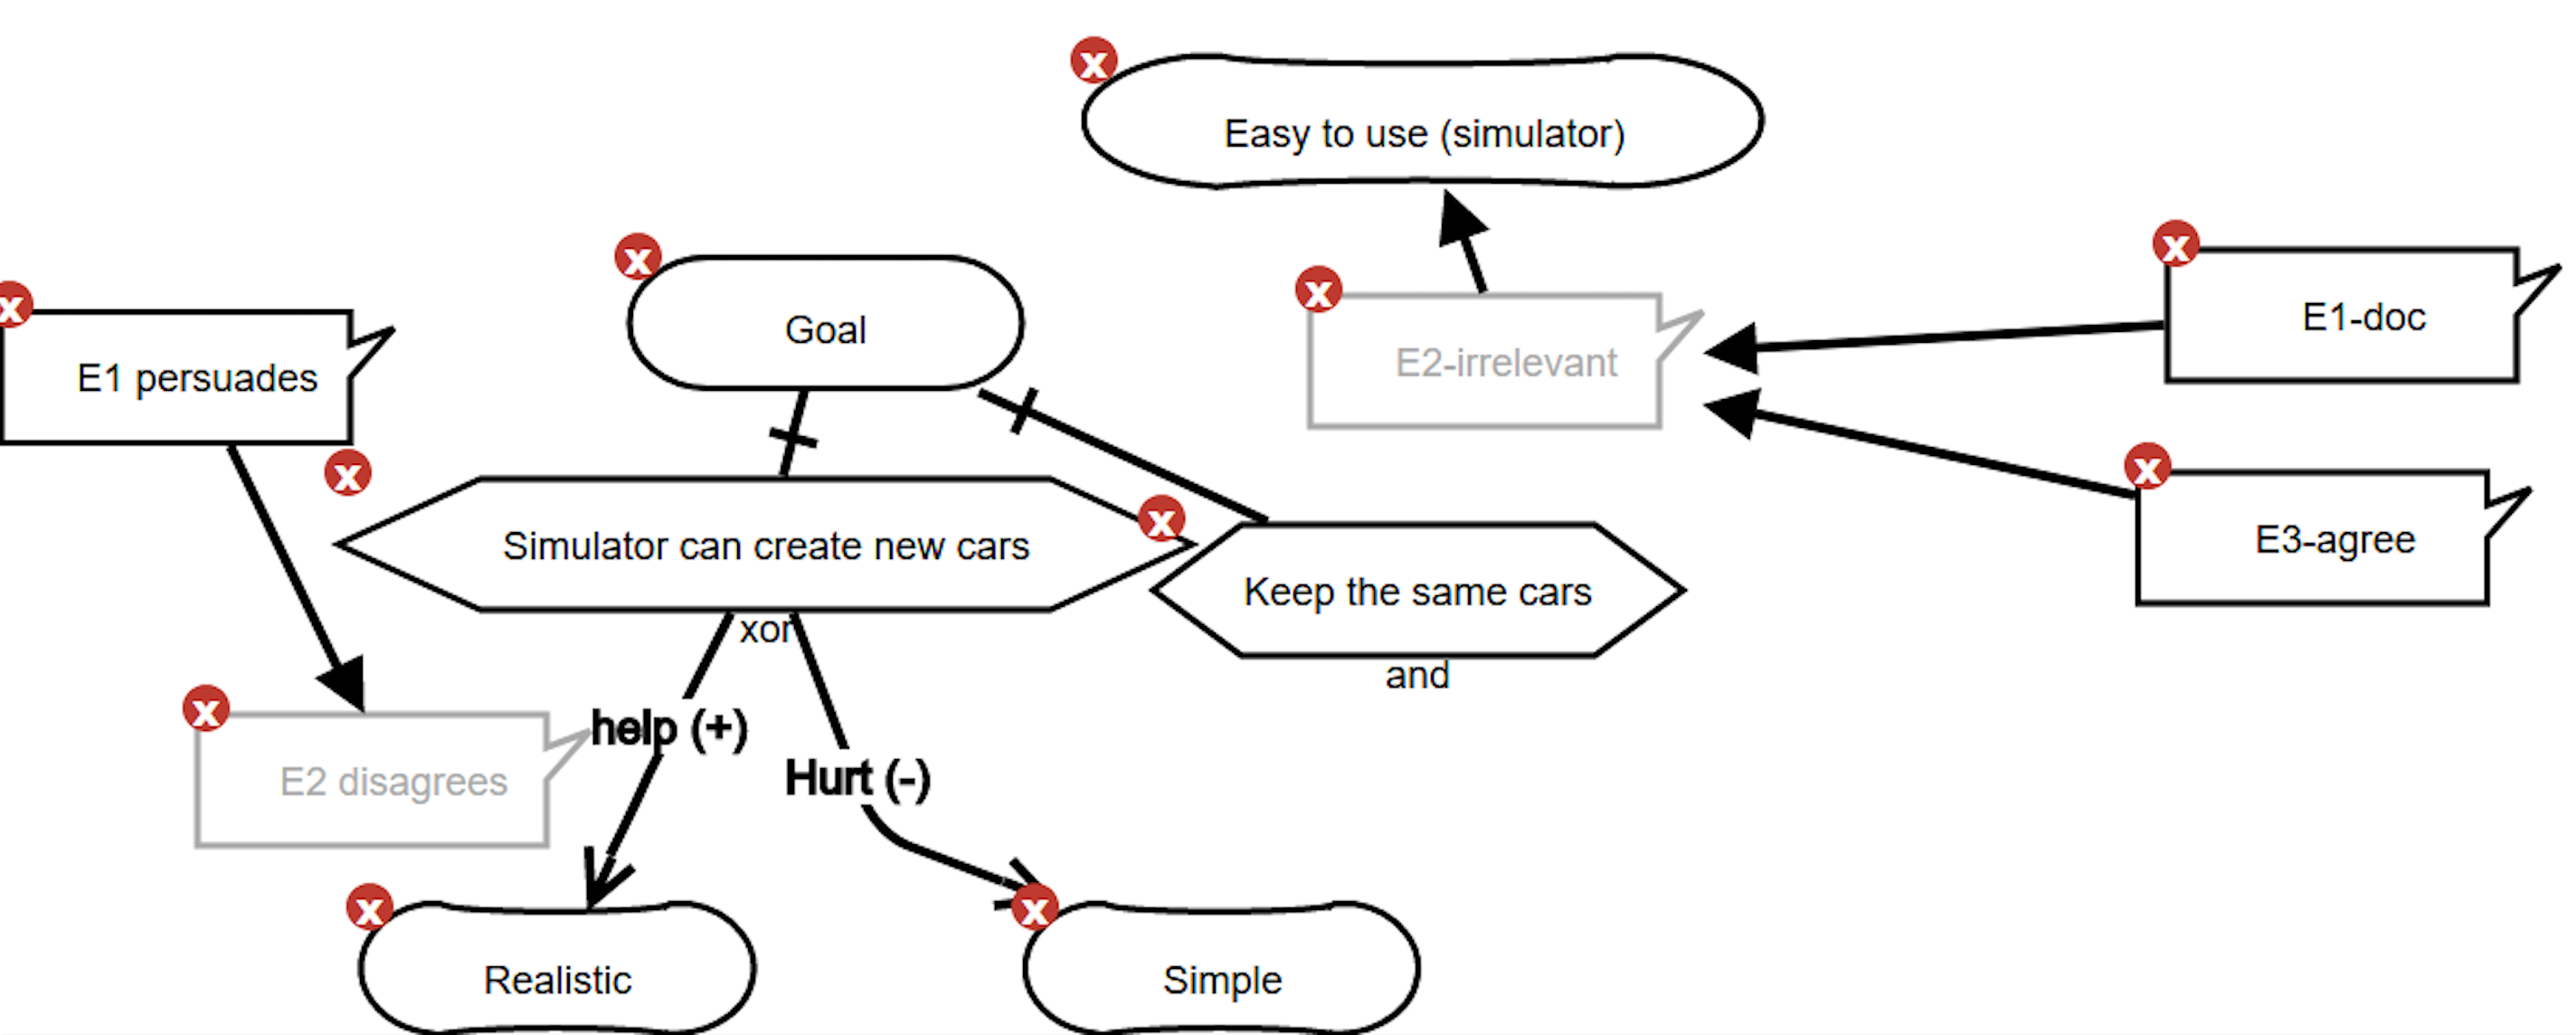 x
Easy to use (simulator)
x
Goal
x
E1 persuades
x
E2-irrelevant
x
E1-doc
x
E3-agree
x
Simulator can create new cars
x
Keep the same cars
xor
and
help (+)
Hurt (-)
x
E2 disagrees
x
Realistic
x
Simple